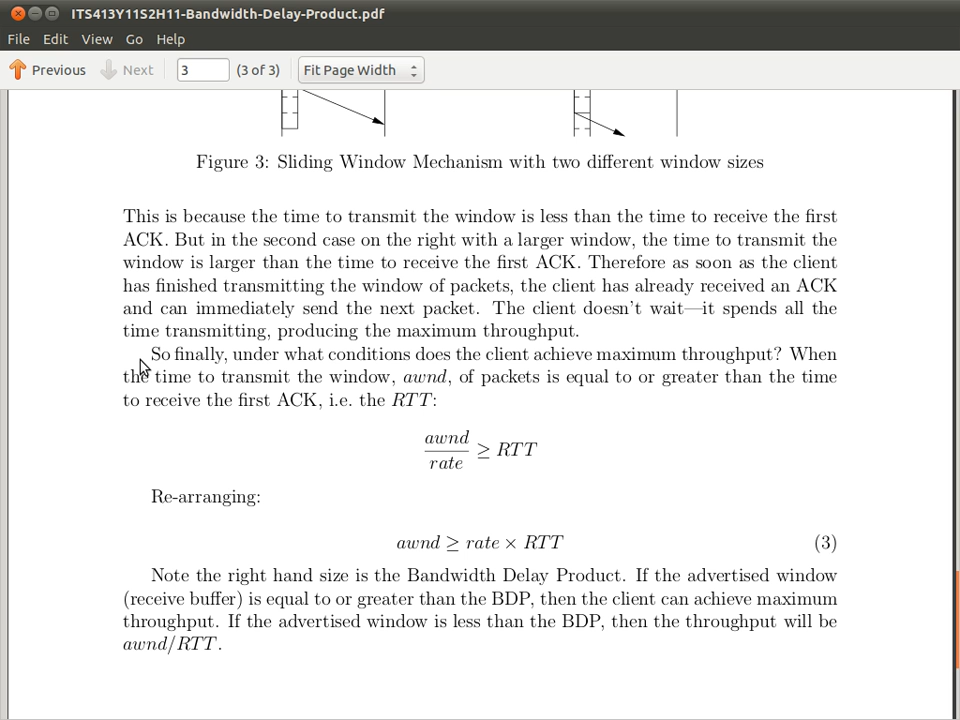 ITS413Y11S2H11-Bandwidth-Delay-Product.pdf
File Edit View Go Help
Previous Next 3 (3 of 3) Fit Page Width
Figure 3: Sliding Window Mechanism with two different window sizes
This is because the time to transmit the window is less than the time to receive the first
ACK. But in the second case on the right with a larger window, the time to transmit the
window is larger than the time to receive the first ACK. Therefore as soon as the client
has finished transmitting the window of packets, the client has already received an ACK
and can immediately send the next packet. The client doesn't wait—it spends all the
time transmitting, producing the maximum throughput.
So finally, under what conditions does the client achieve maximum throughput? When
the time to transmit the window, awnd, of packets is equal to or greater than the time
to receive the first ACK, i.e. the RTT:
awnd
rate
≥ RTT
Re-arranging:
awnd ≥ rate × RTT (3)
Note the right hand size is the Bandwidth Delay Product. If the advertised window
(receive buffer) is equal to or greater than the BDP, then the client can achieve maximum
throughput. If the advertised window is less than the BDP, then the throughput will be
awnd/RTT.